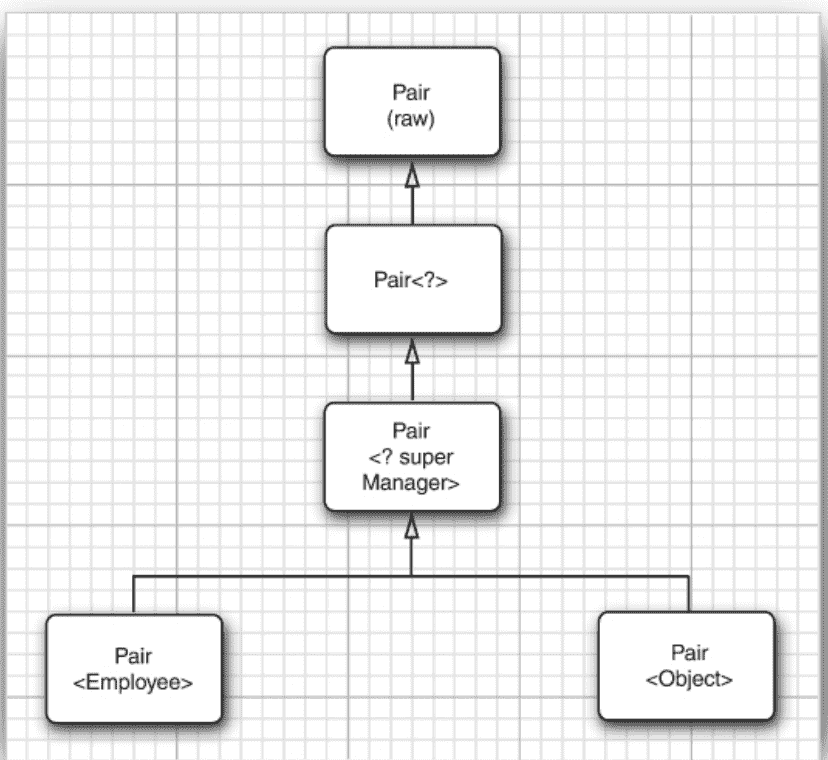 Pair
(raw)
Pair<?>
Pair
<? super
Manager>
Pair
<Employee>
Pair
<Object>